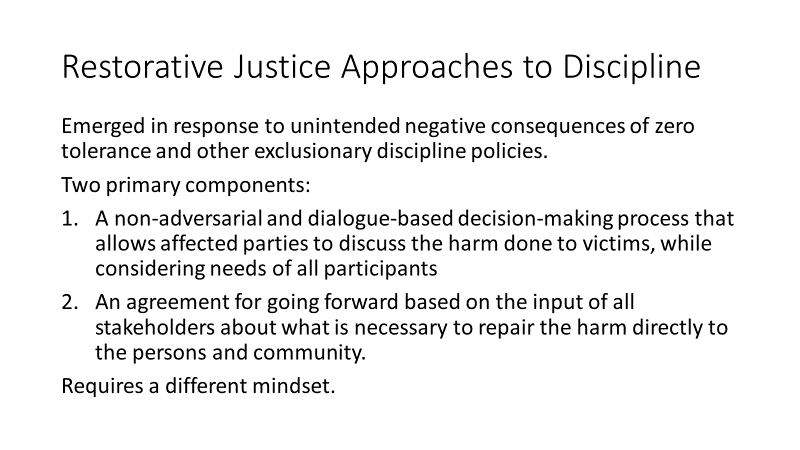 Restorative Justice Approaches to Discipline
Emerged in response to unintended negative consequences of zero
tolerance and other exclusionary discipline policies.
Two primary components:
1. A non-adversarial and dialogue-based decision-making process that
allows affected parties to discuss the harm done to victims, while
considering needs of all participants
2. An agreement for going forward based on the input of all
stakeholders about what is necessary to repair the harm directly to
the persons and community.
Requires a different mindset.